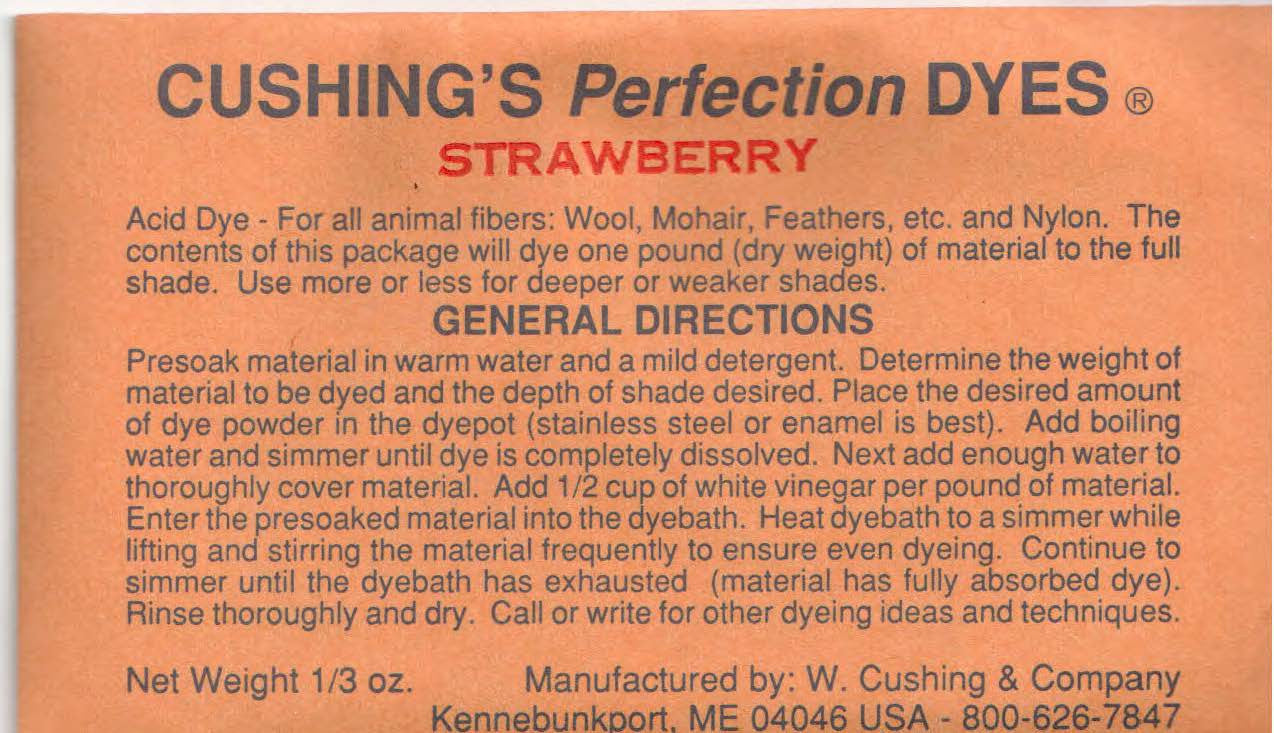 CUSHING'S Perfection DYES ®
STRAWBERRY
Acid Dye - For all animal fibers: Wool, Mohair, Feathers, etc. and Nylon. The
contents of this package will dye one pound (dry weight) of material to the full
shade. Use more or less for deeper or weaker shades.
GENERAL DIRECTIONS
Presoak material in warm water and a mild detergent. Determine the weight of
material to be dyed and the depth of shade desired. Place the desired amount
of dye powder in the dyepot (stainless steel or enamel is best). Add boiling
water and simmer until dye is completely dissolved. Next add enough water to
thoroughly cover material. Add 1/2 cup of white vinegar per pound of material.
Enter the presoaked material into the dyebath. Heat dyebath to a simmer while
lifting and stirring the material frequently to ensure even dyeing. Continue to
simmer until the dyebath has exhausted (material has fully absorbed dye).
Rinse thoroughly and dry. Call or write for other dyeing ideas and techniques.
Net Weight 1/3 oz. Manufactured by: W. Cushing & Company
Kennebunkport, ME 04046 USA - 800-626-7847